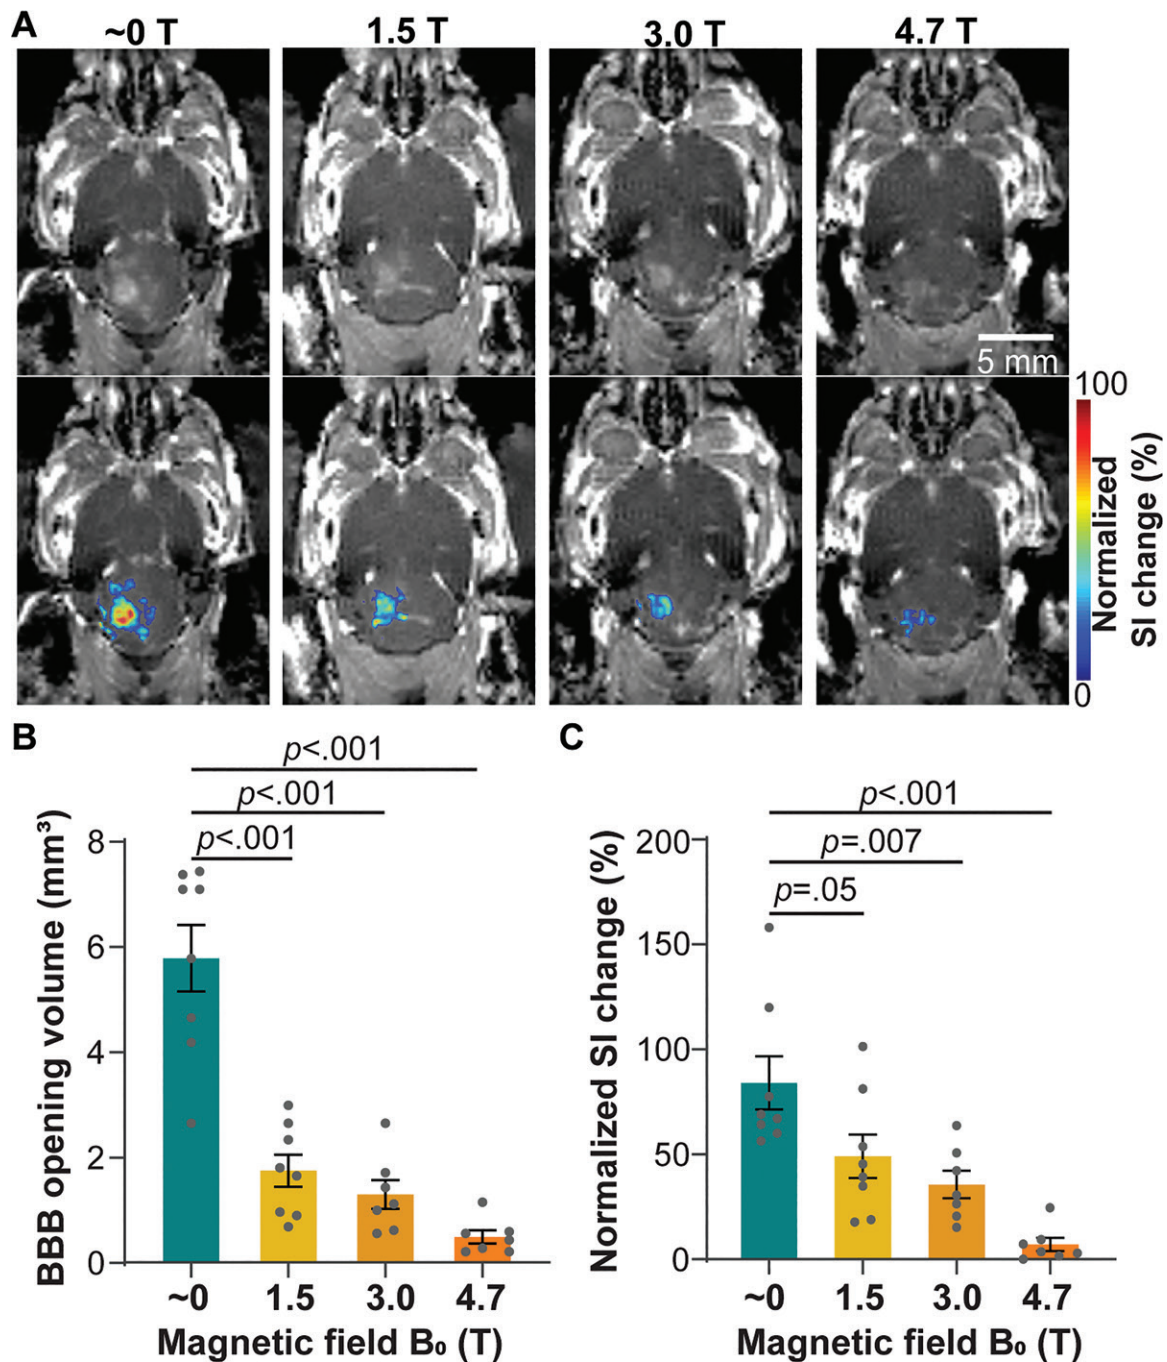 A
~0 T
1.5 T
3.0 T
4.7 T
5 mm
100
Normalized
SI change (%)
0
B
p<.001
p<.001
p<.001
BBB opening volume (mm³)
8
6
4
2
0
~0
1.5
3.0
4.7
Magnetic field B₀ (T)
C
p<.001
p=.007
p=.05
Normalized SI change (%)
200
150
100
50
0
~0
1.5
3.0
4.7
Magnetic field B₀ (T)